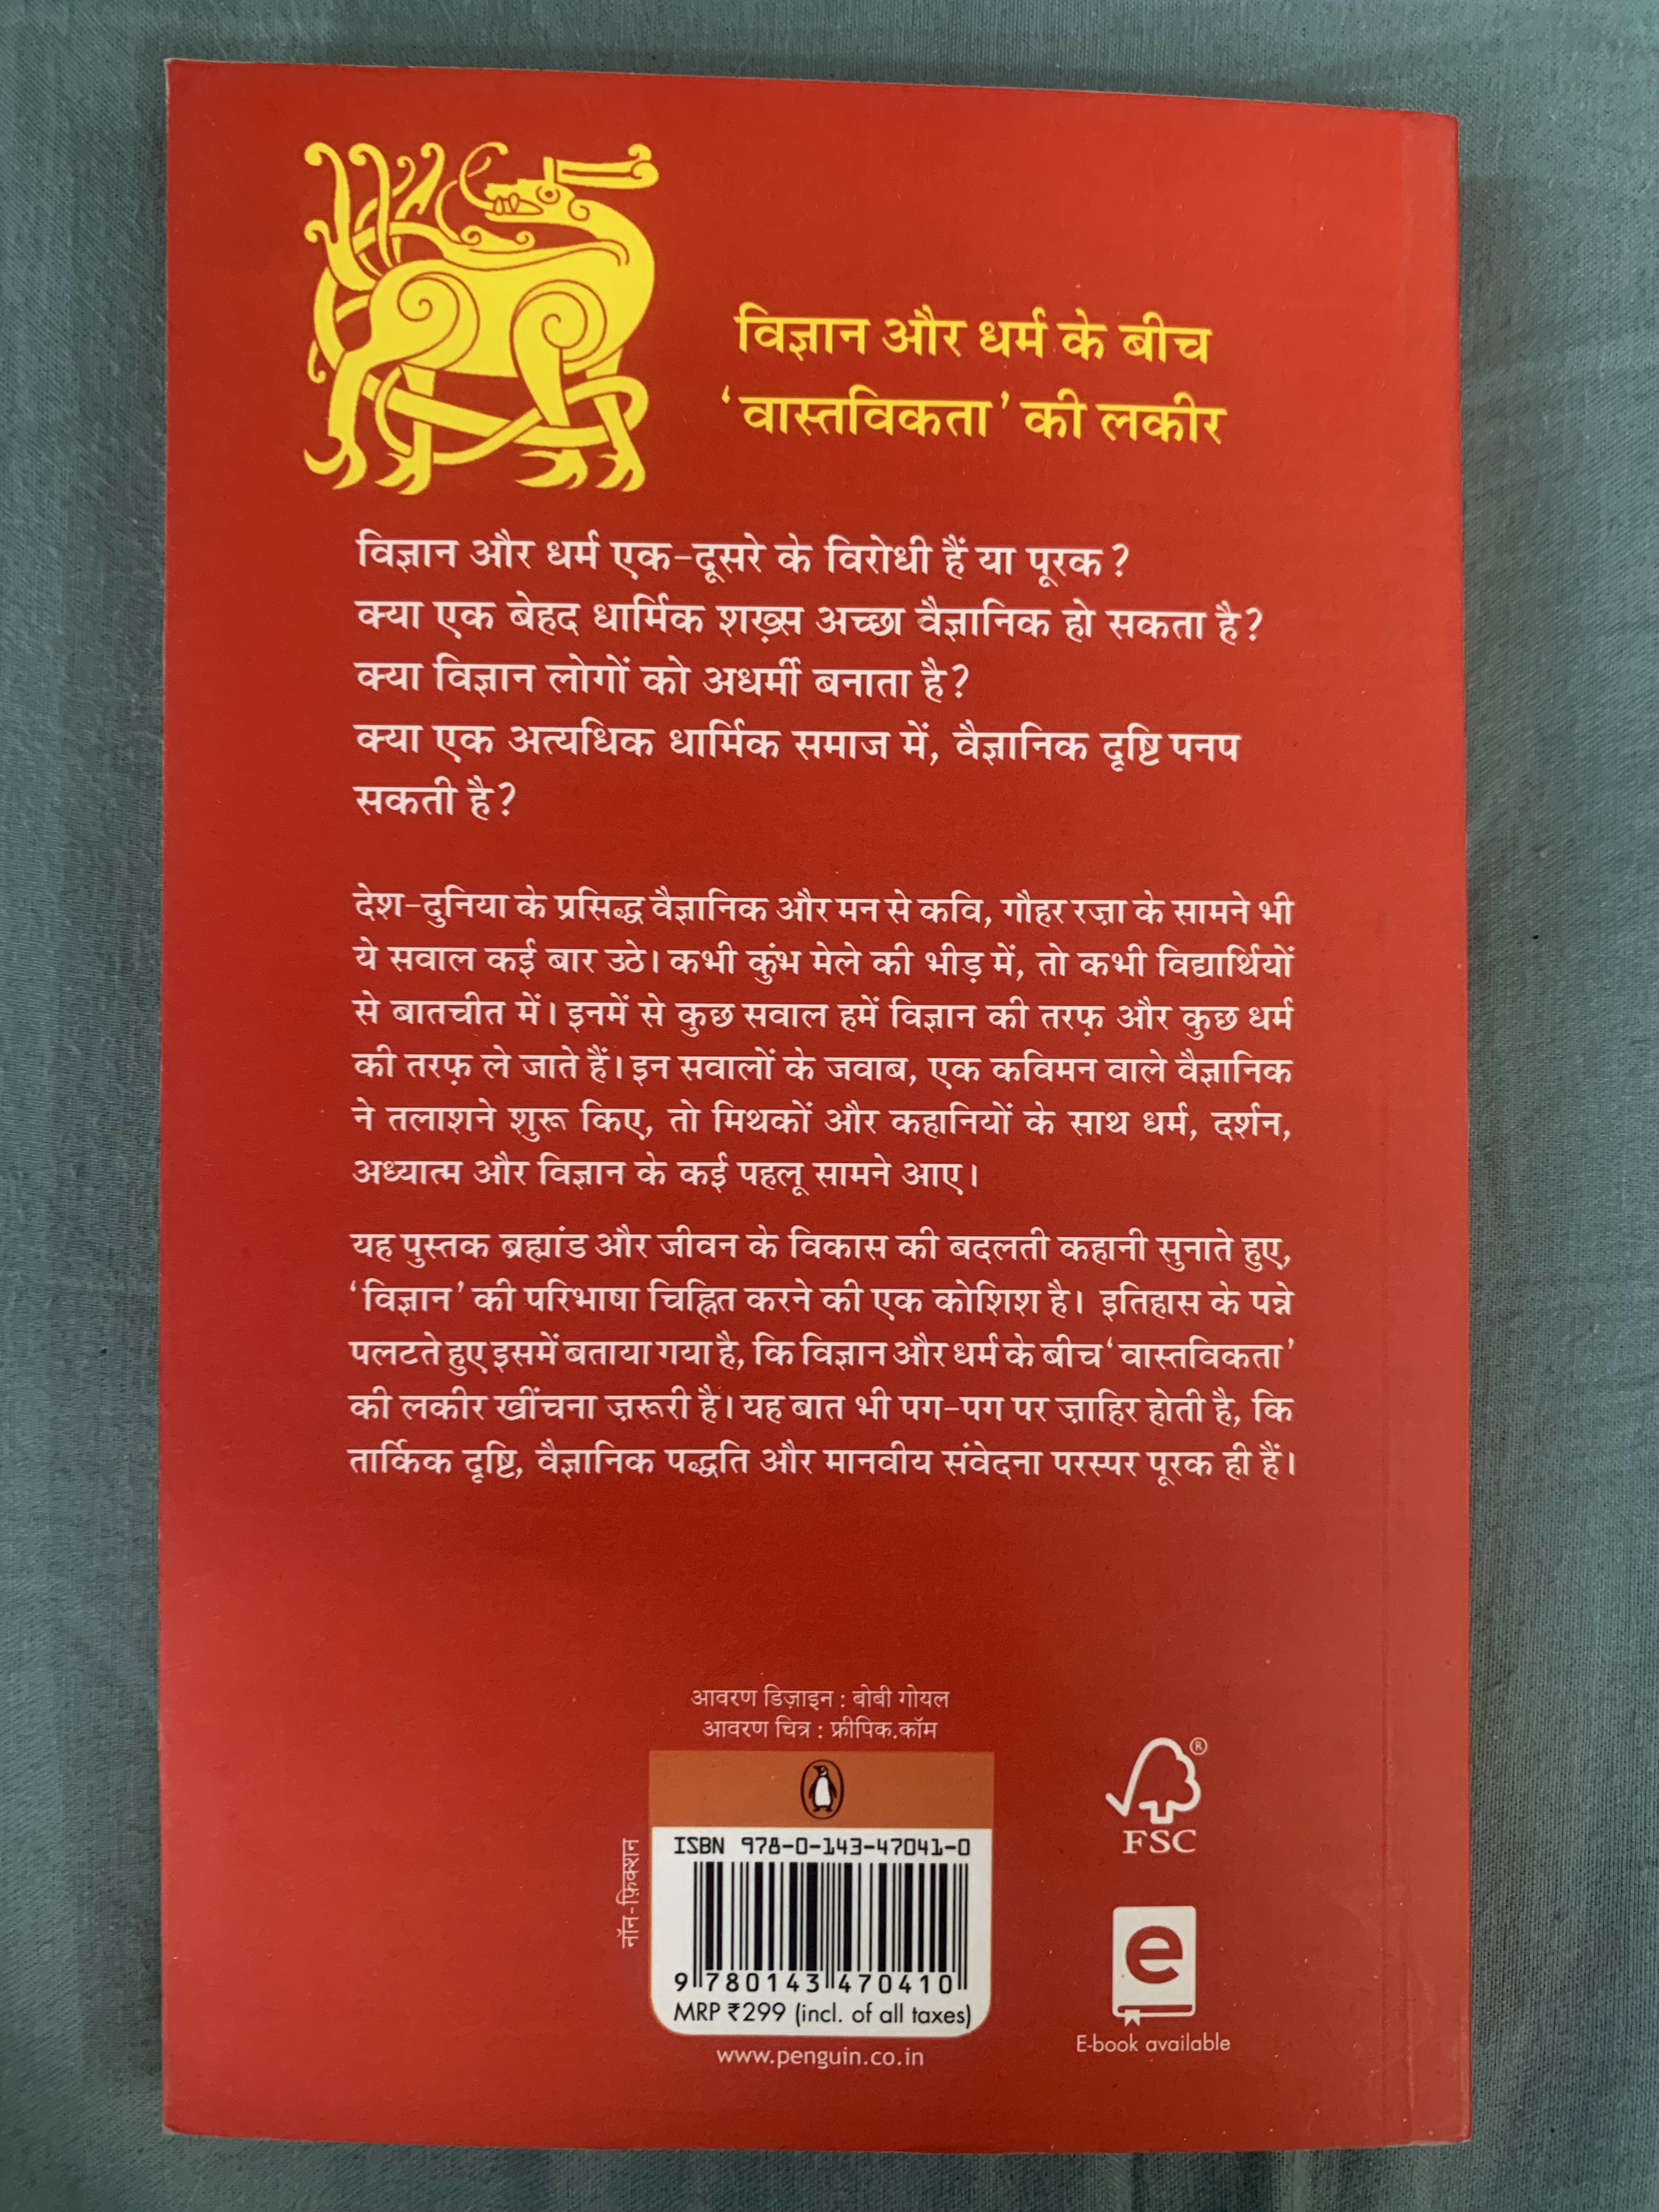 विज्ञान और धर्म के बीच
‘वास्तविकता’ की लकीर
विज्ञान और धर्म एक-दूसरे के विरोधी हैं या पूरक?
क्या एक बेहद धार्मिक शख़्स अच्छा वैज्ञानिक हो सकता है?
क्या विज्ञान लोगों को अधर्मी बनाता है?
क्या एक अत्यधिक धार्मिक समाज में, वैज्ञानिक दृष्टि पनप
सकती है?
देश-दुनिया के प्रसिद्ध वैज्ञानिक और मन से कवि, गौहर रज़ा के सामने भी
ये सवाल कई बार उठे। कभी कुंभ मेले की भीड़ में, तो कभी विद्यार्थियों
से बातचीत में। इनमें से कुछ सवाल हमें विज्ञान की तरफ़ और कुछ धर्म
की तरफ़ ले जाते हैं। इन सवालों के जवाब, एक कविमन वाले वैज्ञानिक
ने तलाशने शुरू किए, तो मिथकों और कहानियों के साथ धर्म, दर्शन,
अध्यात्म और विज्ञान के कई पहलू सामने आए।
यह पुस्तक ब्रह्मांड और जीवन के विकास की बदलती कहानी सुनाते हुए,
‘विज्ञान’ की परिभाषा चिह्नित करने की एक कोशिश है। इतिहास के पन्ने
पलटते हुए इसमें बताया गया है, कि विज्ञान और धर्म के बीच ‘वास्तविकता’
की लकीर खींचना ज़रूरी है। यह बात भी पग-पग पर ज़ाहिर होती है, कि
तार्किक दृष्टि, वैज्ञानिक पद्धति और मानवीय संवेदना परस्पर पूरक ही हैं।
आवरण डिज़ाइन : बोबी गोयल
आवरण चित्र : फ्रीपिक.कॉम
नॉन-फ़िक्शन
ISBN 978-0-143-47041-0
9 780143 470410
MRP ₹299 (incl. of all taxes)
www.penguin.co.in
®
FSC
e
E-book available